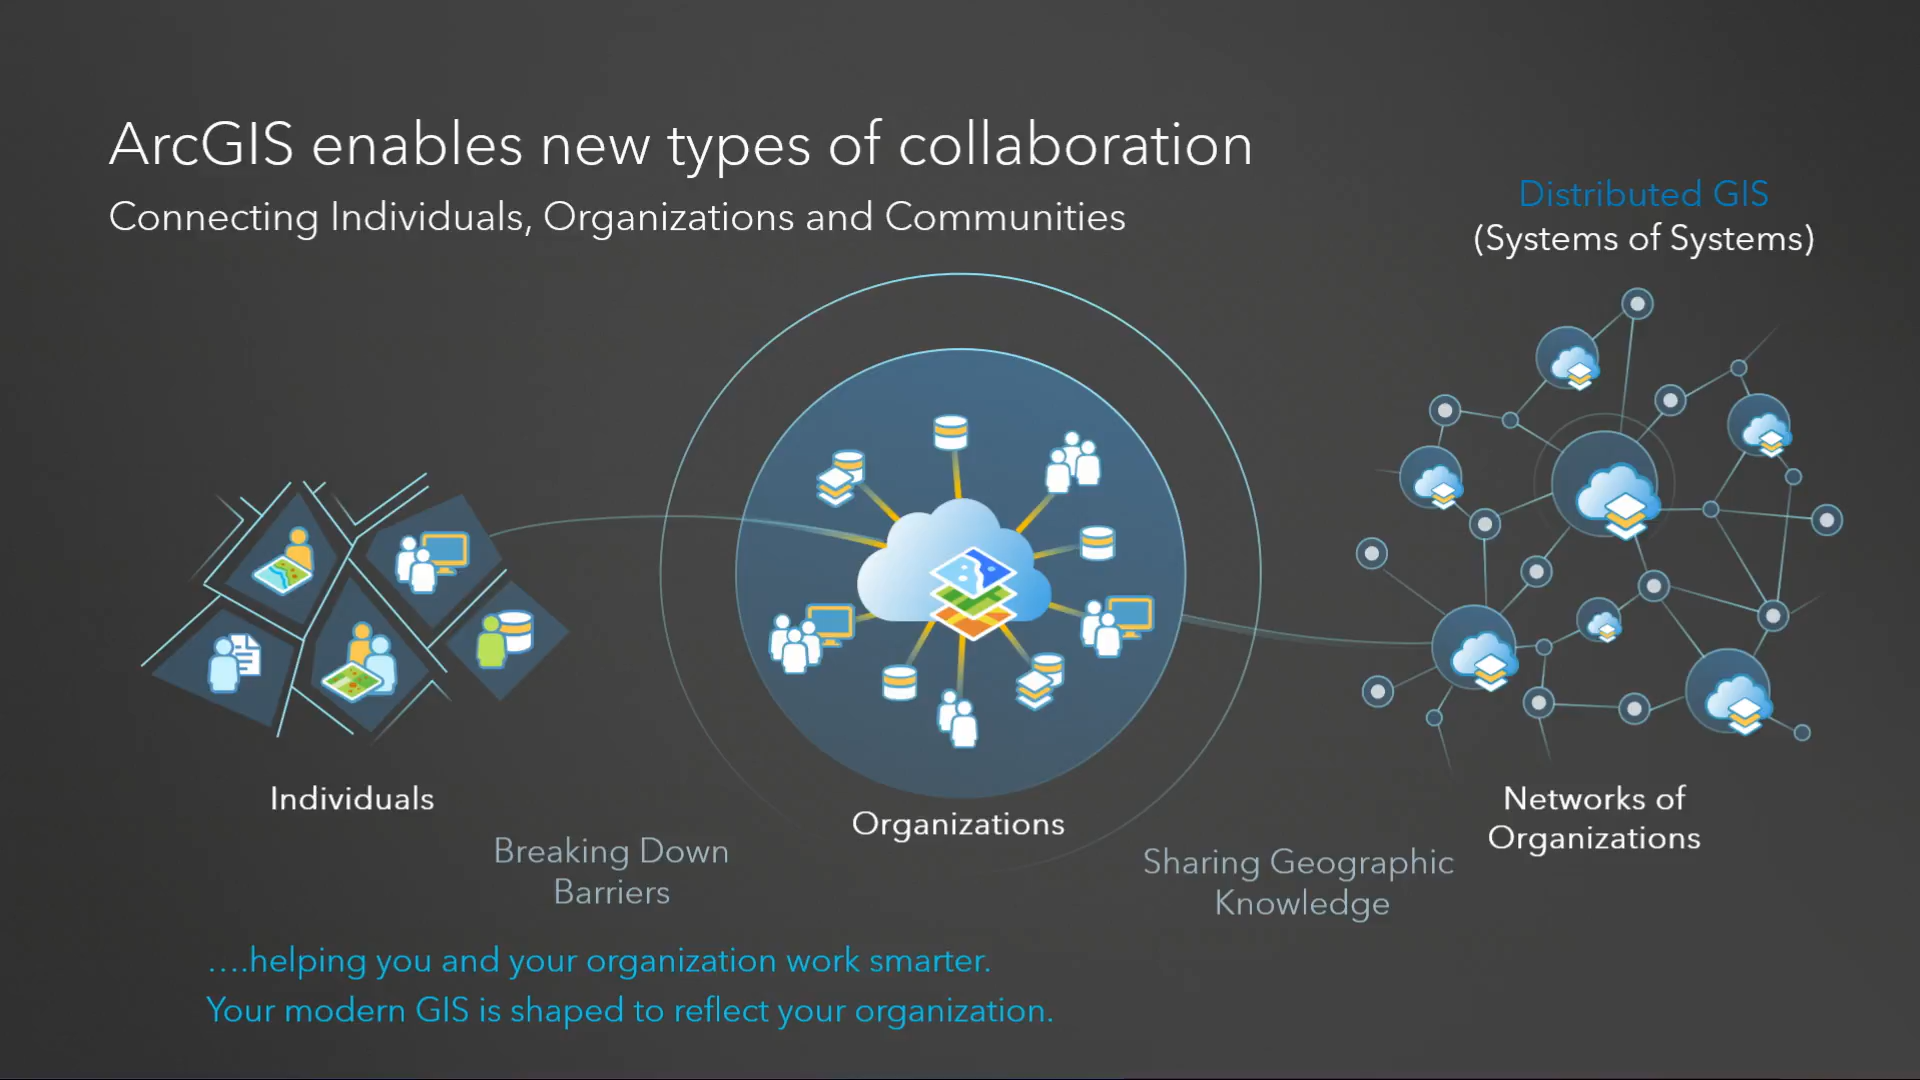 ArcGIS enables new types of collaboration
Connecting Individuals, Organizations and Communities
Distributed GIS
(Systems of Systems)
Individuals
Organizations
Networks of
Organizations
Breaking Down
Barriers
Sharing Geographic
Knowledge
....helping you and your organization work smarter.
Your modern GIS is shaped to reflect your organization.